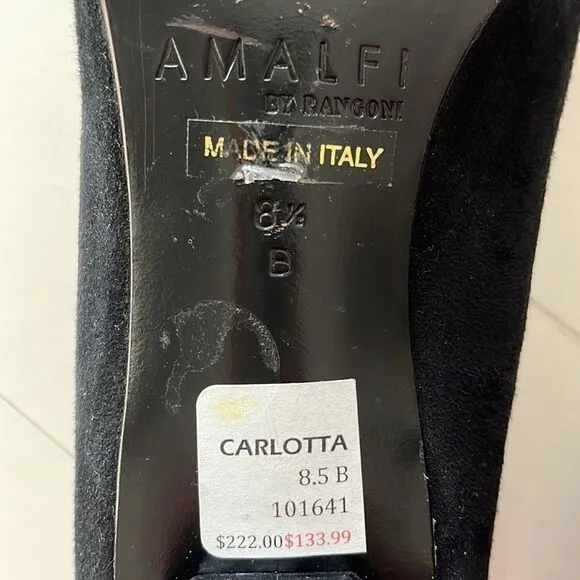 AMALFI
BY RANGONI
MADE IN ITALY
8½
B
CARLOTTA
8.5 B
101641
$222.00 $133.99